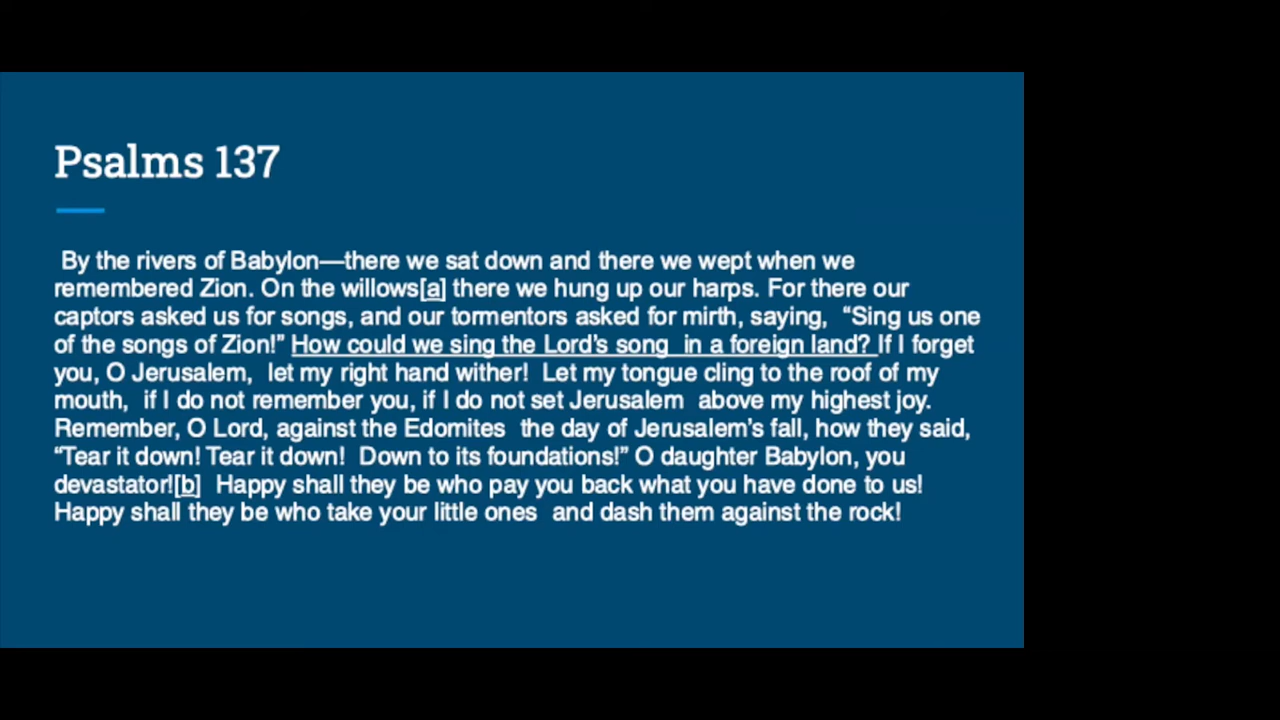 Psalms 137
By the rivers of Babylon—there we sat down and there we wept when we
remembered Zion. On the willows[a] there we hung up our harps. For there our
captors asked us for songs, and our tormentors asked for mirth, saying, “Sing us one
of the songs of Zion!” How could we sing the Lord’s song in a foreign land? If I forget
you, O Jerusalem, let my right hand wither! Let my tongue cling to the roof of my
mouth, if I do not remember you, if I do not set Jerusalem above my highest joy.
Remember, O Lord, against the Edomites the day of Jerusalem’s fall, how they said,
“Tear it down! Tear it down! Down to its foundations!” O daughter Babylon, you
devastator![b] Happy shall they be who pay you back what you have done to us!
Happy shall they be who take your little ones and dash them against the rock!